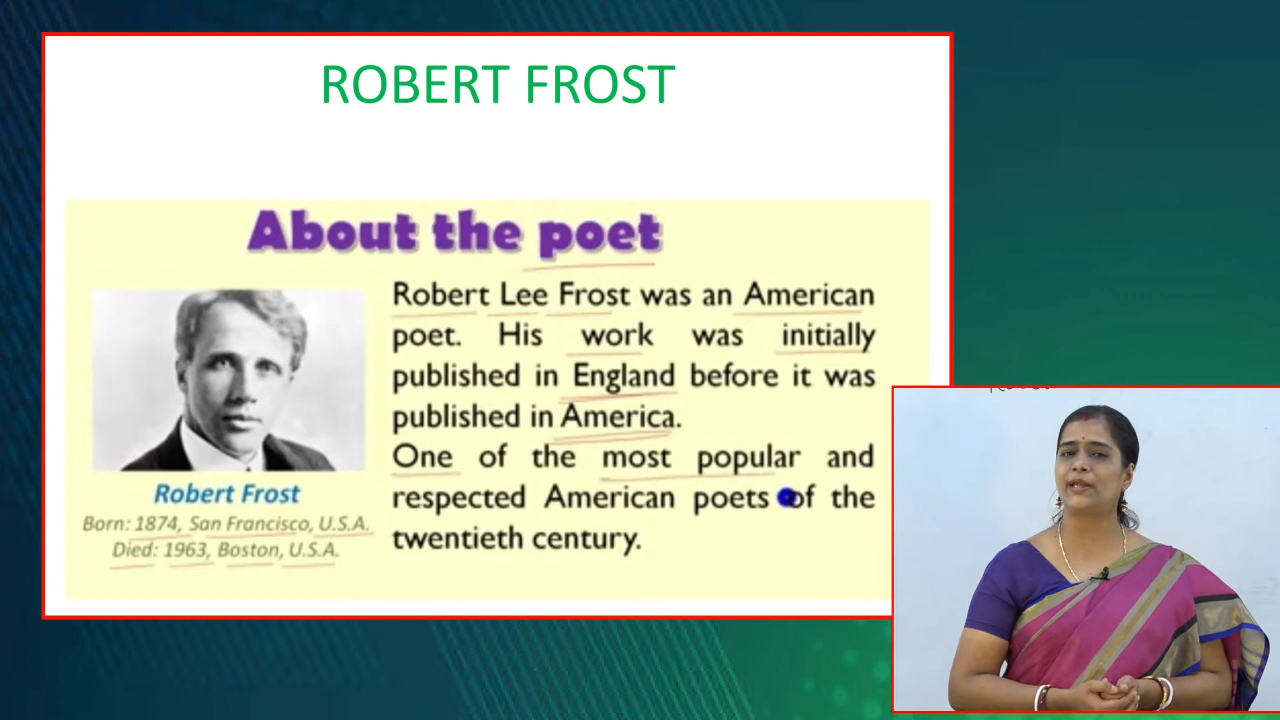 ROBERT FROST
About the poet
Robert Lee Frost was an American
poet. His work was initially
published in England before it was
published in America.
One of the most popular and
respected American poets of the
twentieth century.
Robert Frost
Born: 1874, San Francisco, U.S.A.
Died: 1963, Boston, U.S.A.